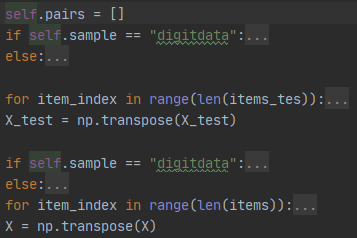 self.pairs = []
if self.sample == "digitdata":...
else:...
for item_index in range(len(items_tes)):...
X_test = np.transpose(X_test)
if self.sample == "digitdata":...
else:...
for item_index in range(len(items)):...
X = np.transpose(X)